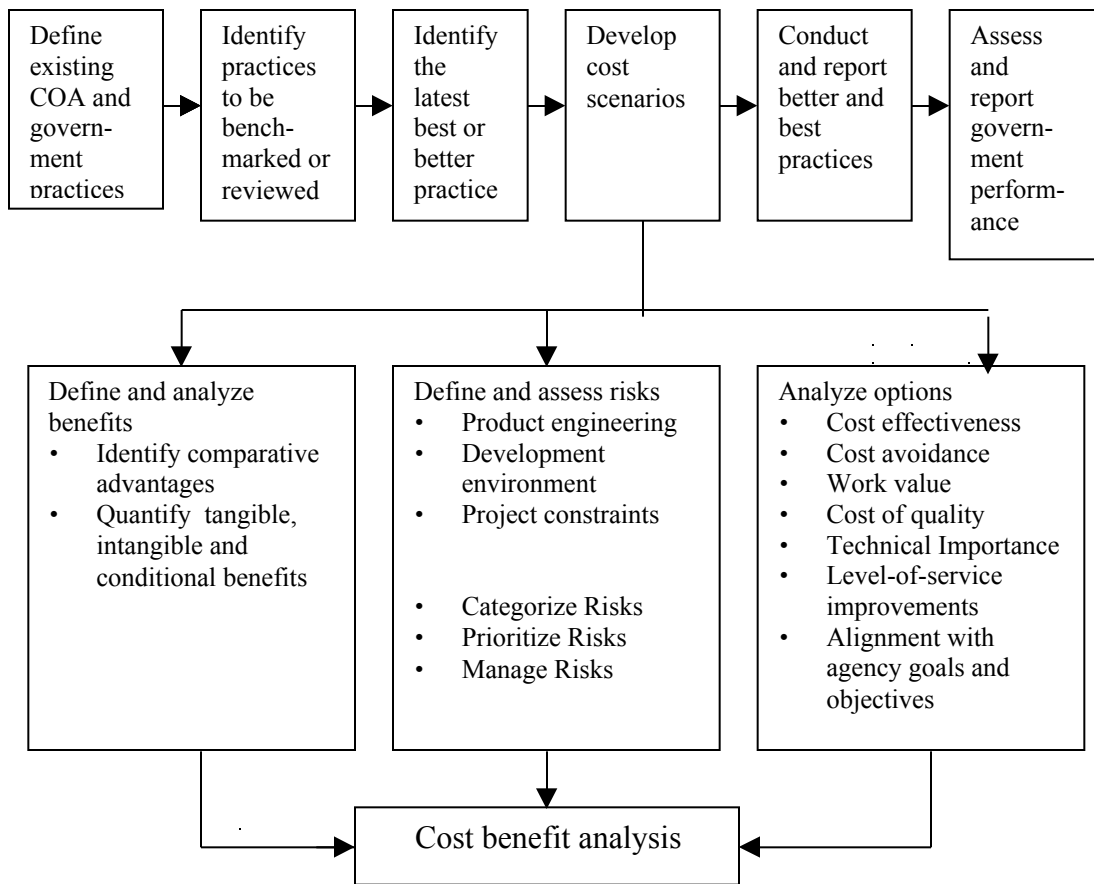 Define
existing
COA and
govern-
ment
practices
Identify
practices
to be
bench-
marked or
reviewed
Identify
the
latest
best or
better
practice
Develop
cost
scenarios
Conduct
and report
better and
best
practices
Assess
and
report
govern-
ment
perform-
ance
Define and analyze
benefits
• Identify comparative
advantages
• Quantify tangible,
intangible and
conditional benefits
Define and assess risks
• Product engineering
• Development
environment
• Project constraints
• Categorize Risks
• Prioritize Risks
• Manage Risks
Analyze options
• Cost effectiveness
• Cost avoidance
• Work value
• Cost of quality
• Technical Importance
• Level-of-service
improvements
• Alignment with
agency goals and
objectives
Cost benefit analysis